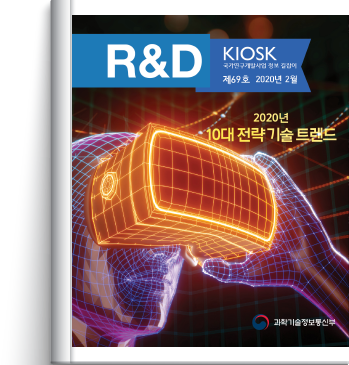 R&D
KIOSK
국가연구개발사업 정보 길잡이
제69호 2020년 2월
2020년
10대 전략기술 트렌드
과학기술정보통신부